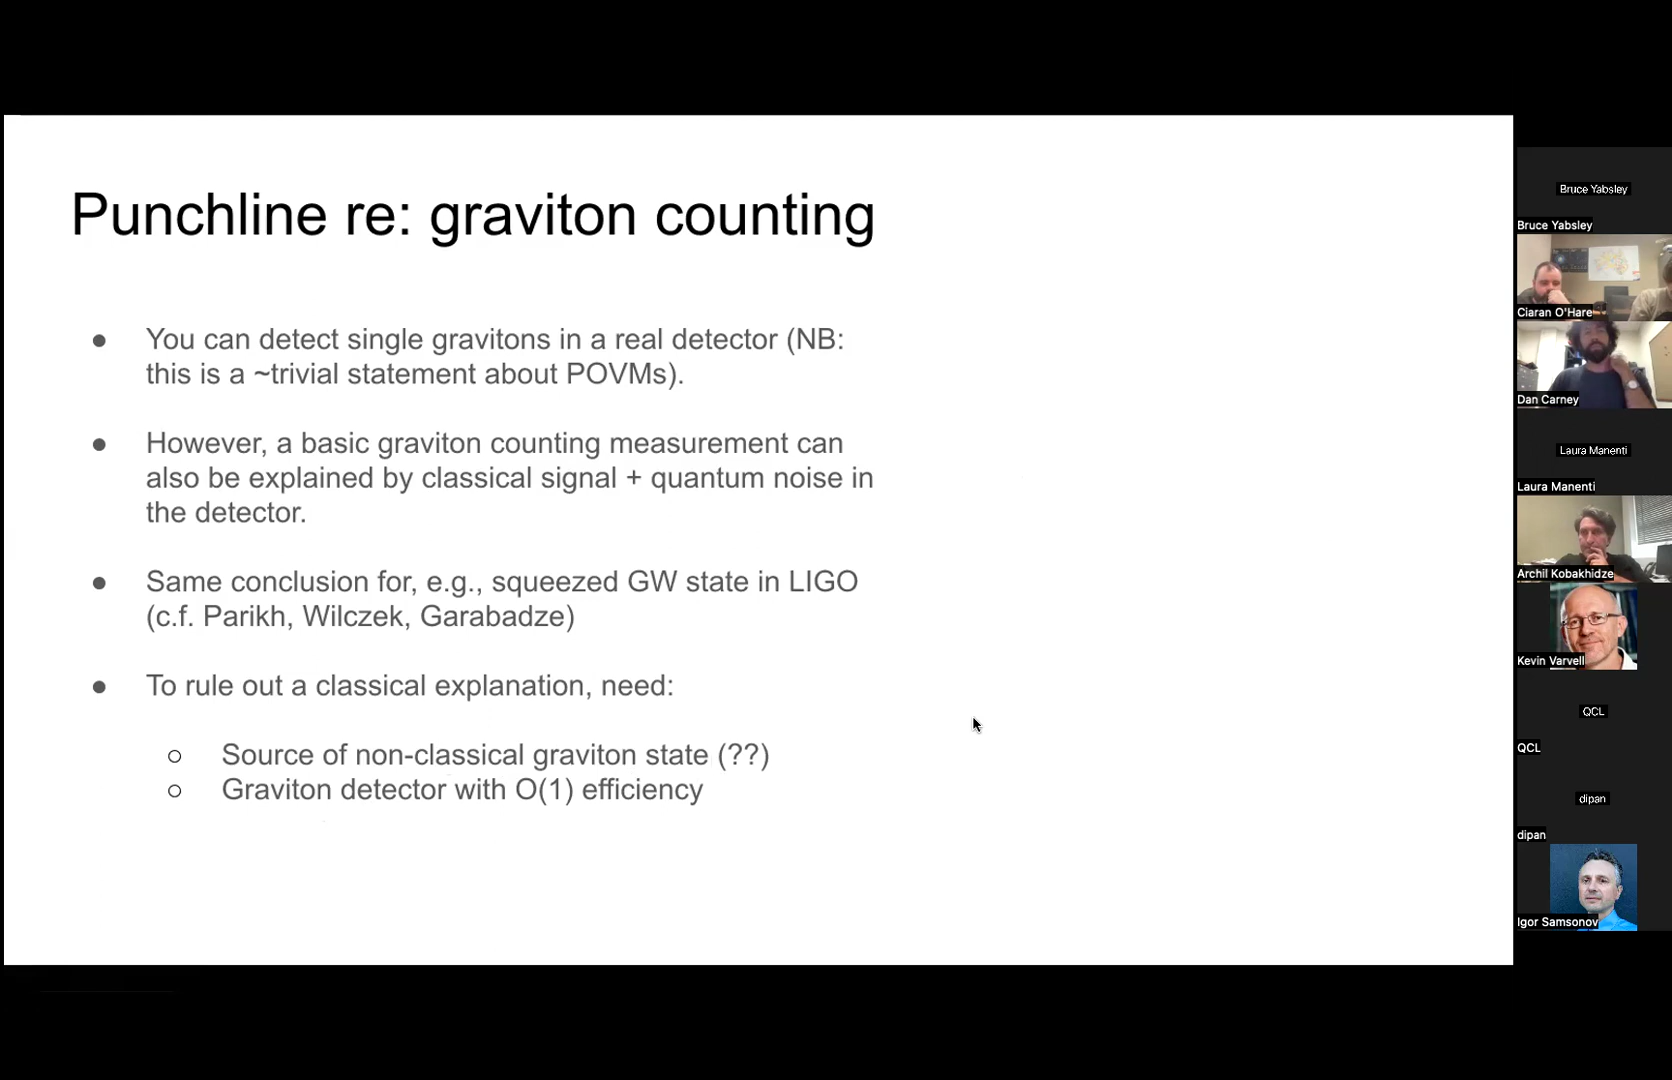 Punchline re: graviton counting
● You can detect single gravitons in a real detector (NB:
this is a ~trivial statement about POVMs).
● However, a basic graviton counting measurement can
also be explained by classical signal + quantum noise in
the detector.
● Same conclusion for, e.g., squeezed GW state in LIGO
(c.f. Parikh, Wilczek, Garabadze)
● To rule out a classical explanation, need:
○ Source of non-classical graviton state (??)
○ Graviton detector with O(1) efficiency
Bruce Yabsley
Bruce Yabsley
Ciaran O'Hare
Dan Carney
Laura Manenti
Laura Manenti
Archil Kobakhidze
Kevin Varvell
QCL
QCL
dipan
dipan
Igor Samsonov